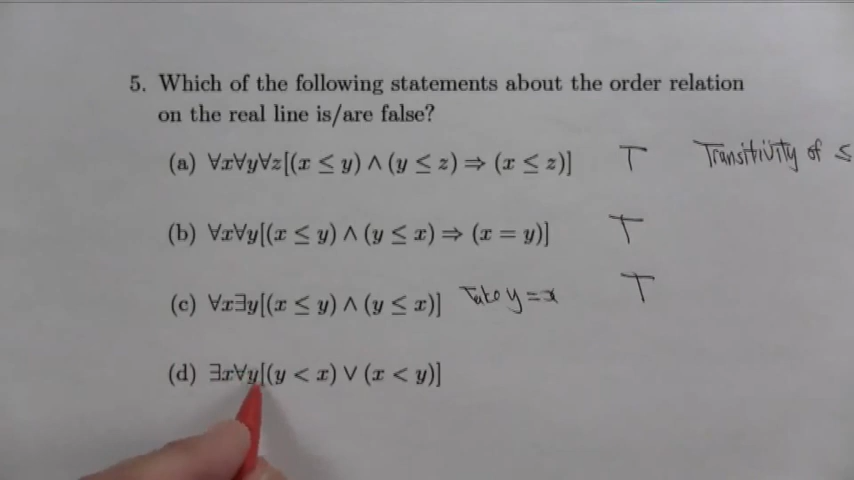 5. Which of the following statements about the order relation
on the real line is/are false?
(a) ∀x∀y∀z[(x ≤ y) ∧ (y ≤ z) ⇒ (x ≤ z)] T Transitivity of ≤
(b) ∀x∀y[(x ≤ y) ∧ (y ≤ x) ⇒ (x = y)] T
(c) ∀x∃y[(x ≤ y) ∧ (y ≤ x)] Take y = x T
(d) ∃x∀y[(y < x) ∨ (x < y)]